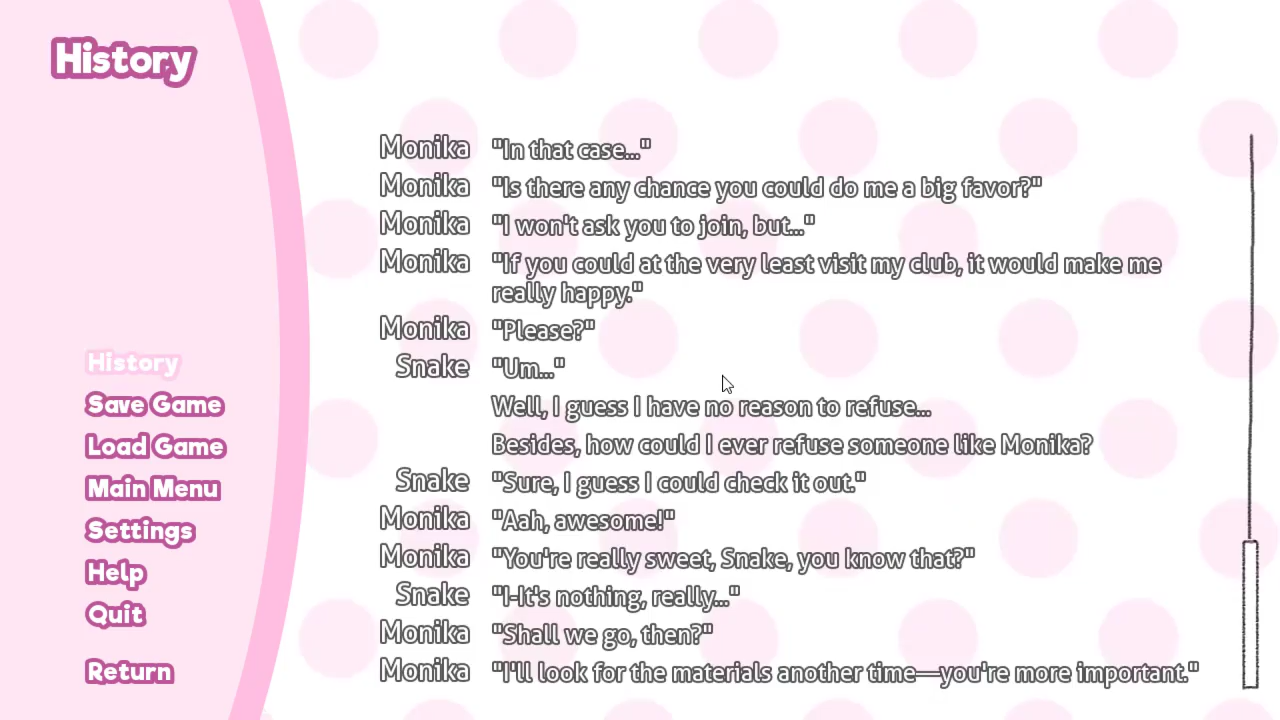 History
Monika "In that case..."
Monika "Is there any chance you could do me a big favor?"
Monika "I won't ask you to join, but..."
Monika "If you could at the very least visit my club, it would make me
really happy."
Monika "Please?"
Snake "Um..."
Well, I guess I have no reason to refuse...
Besides, how could I ever refuse someone like Monika?
Snake "Sure, I guess I could check it out."
Monika "Aah, awesome!"
Monika "You're really sweet, Snake, you know that?"
Snake "I-It's nothing, really..."
Monika "Shall we go, then?"
Monika "I'll look for the materials another time—you're more important."
History
Save Game
Load Game
Main Menu
Settings
Help
Quit
Return